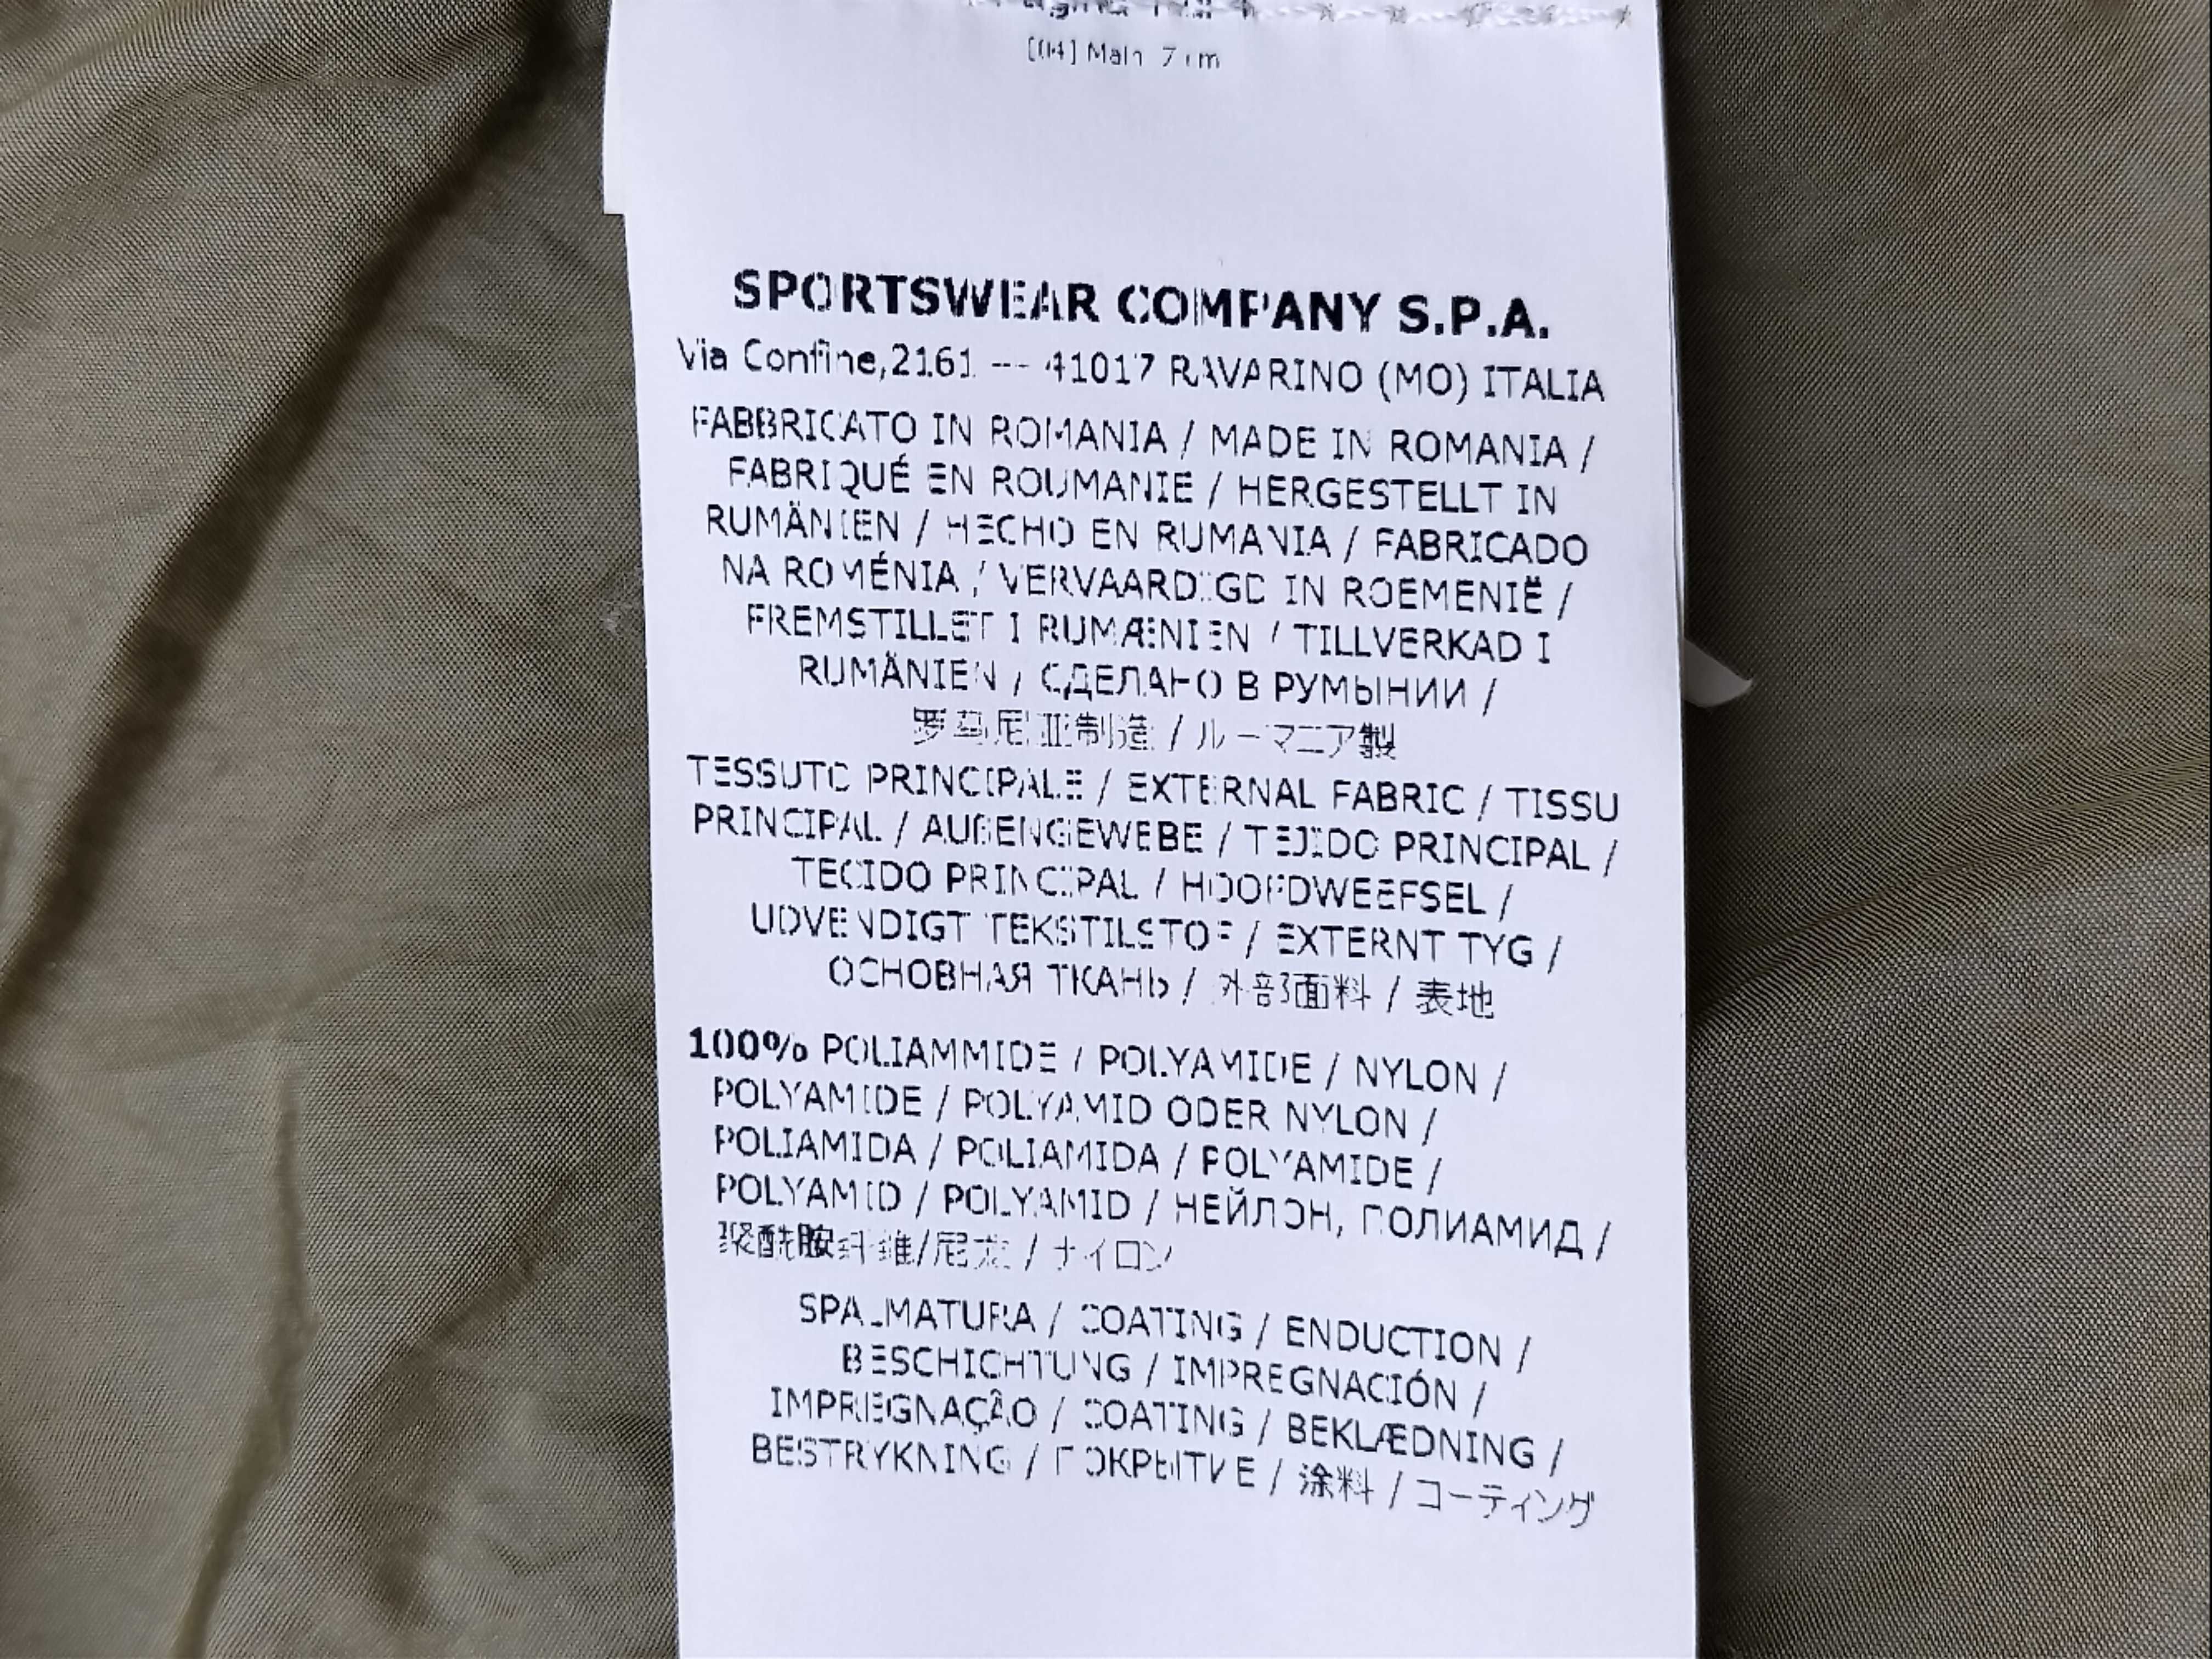 [04] Main 7 cm
SPORTSWEAR COMPANY S.P.A.
Via Confine,2161 --- 41017 RAVARINO (MO) ITALIA
FABBRICATO IN ROMANIA / MADE IN ROMANIA /
FABRIQUÉ EN ROUMANIE / HERGESTELLT IN
RUMÄNIEN / HECHO EN RUMANIA / FABRICADO
NA ROMÉNIA / VERVAARDIGD IN ROEMENIË /
FREMSTILLET I RUMÆNIEN / TILLVERKAD I
RUMÄNIEN / СДЕЛАНО В РУМЫНИИ /
罗马尼亚制造 / ルーマニア製
TESSUTO PRINCIPALE / EXTERNAL FABRIC / TISSU
PRINCIPAL / AUßENGEWEBE / TEJIDO PRINCIPAL /
TECIDO PRINCIPAL / HOOFDWEEFSEL /
UDVENDIGT TEKSTILSTOF / EXTERNT TYG /
ОСНОВНАЯ ТКАНЬ / 外部面料 / 表地
100% POLIAMMIDE / POLYAMIDE / NYLON /
POLYAMIDE / POLYAMID ODER NYLON /
POLIAMIDA / POLIAMIDA / POLYAMIDE /
POLYAMID / POLYAMID / НЕЙЛОН, ПОЛИАМИД /
聚酰胺纤维/尼龙 / ナイロン
SPALMATURA / COATING / ENDUCTION /
BESCHICHTUNG / IMPREGNACIÓN /
IMPREGNAÇÃO / COATING / BEKLÆDNING /
BESTRYKNING / ПОКРЫТИЕ / 涂料 / コーティング